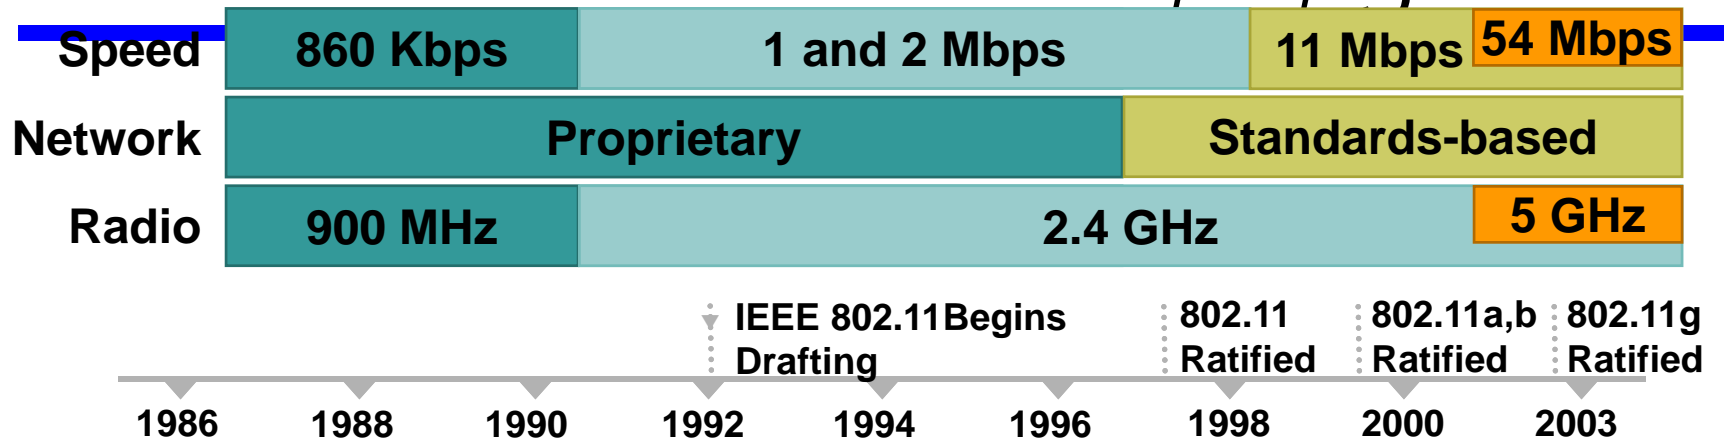 Speed 860 Kbps 1 and 2 Mbps 11 Mbps 54 Mbps
Network Proprietary Standards-based
Radio 900 MHz 2.4 GHz 5 GHz
IEEE 802.11Begins 802.11 802.11a,b 802.11g
Drafting Ratified Ratified Ratified
1986 1988 1990 1992 1994 1996 1998 2000 2003